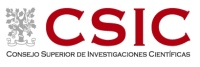 CSIC
CONSEJO SUPERIOR DE INVESTIGACIONES CIENTÍFICAS